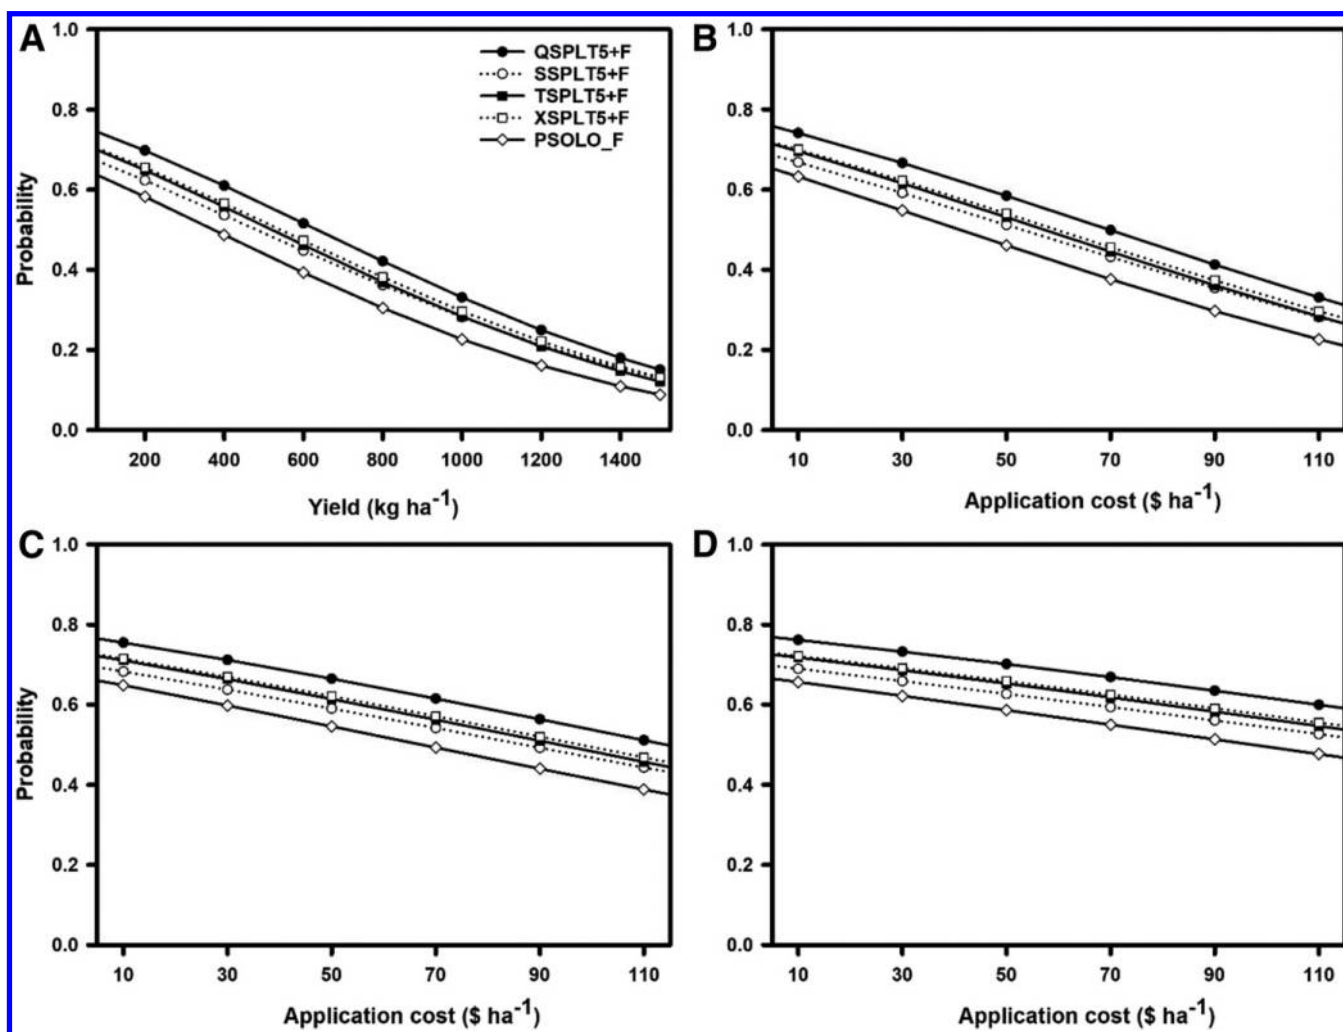 A
QSPLT5+F
SSPLT5+F
TSPLT5+F
XSPLT5+F
PSOLO_F
1.0
0.8
0.6
0.4
0.2
0.0
Probability
200 400 600 800 1000 1200 1400
Yield (kg ha-1)
B
1.0
0.8
0.6
0.4
0.2
0.0
10 30 50 70 90 110
Application cost ($ ha-1)
C
1.0
0.8
0.6
0.4
0.2
0.0
Probability
10 30 50 70 90 110
Application cost ($ ha-1)
D
1.0
0.8
0.6
0.4
0.2
0.0
10 30 50 70 90 110
Application cost ($ ha-1)